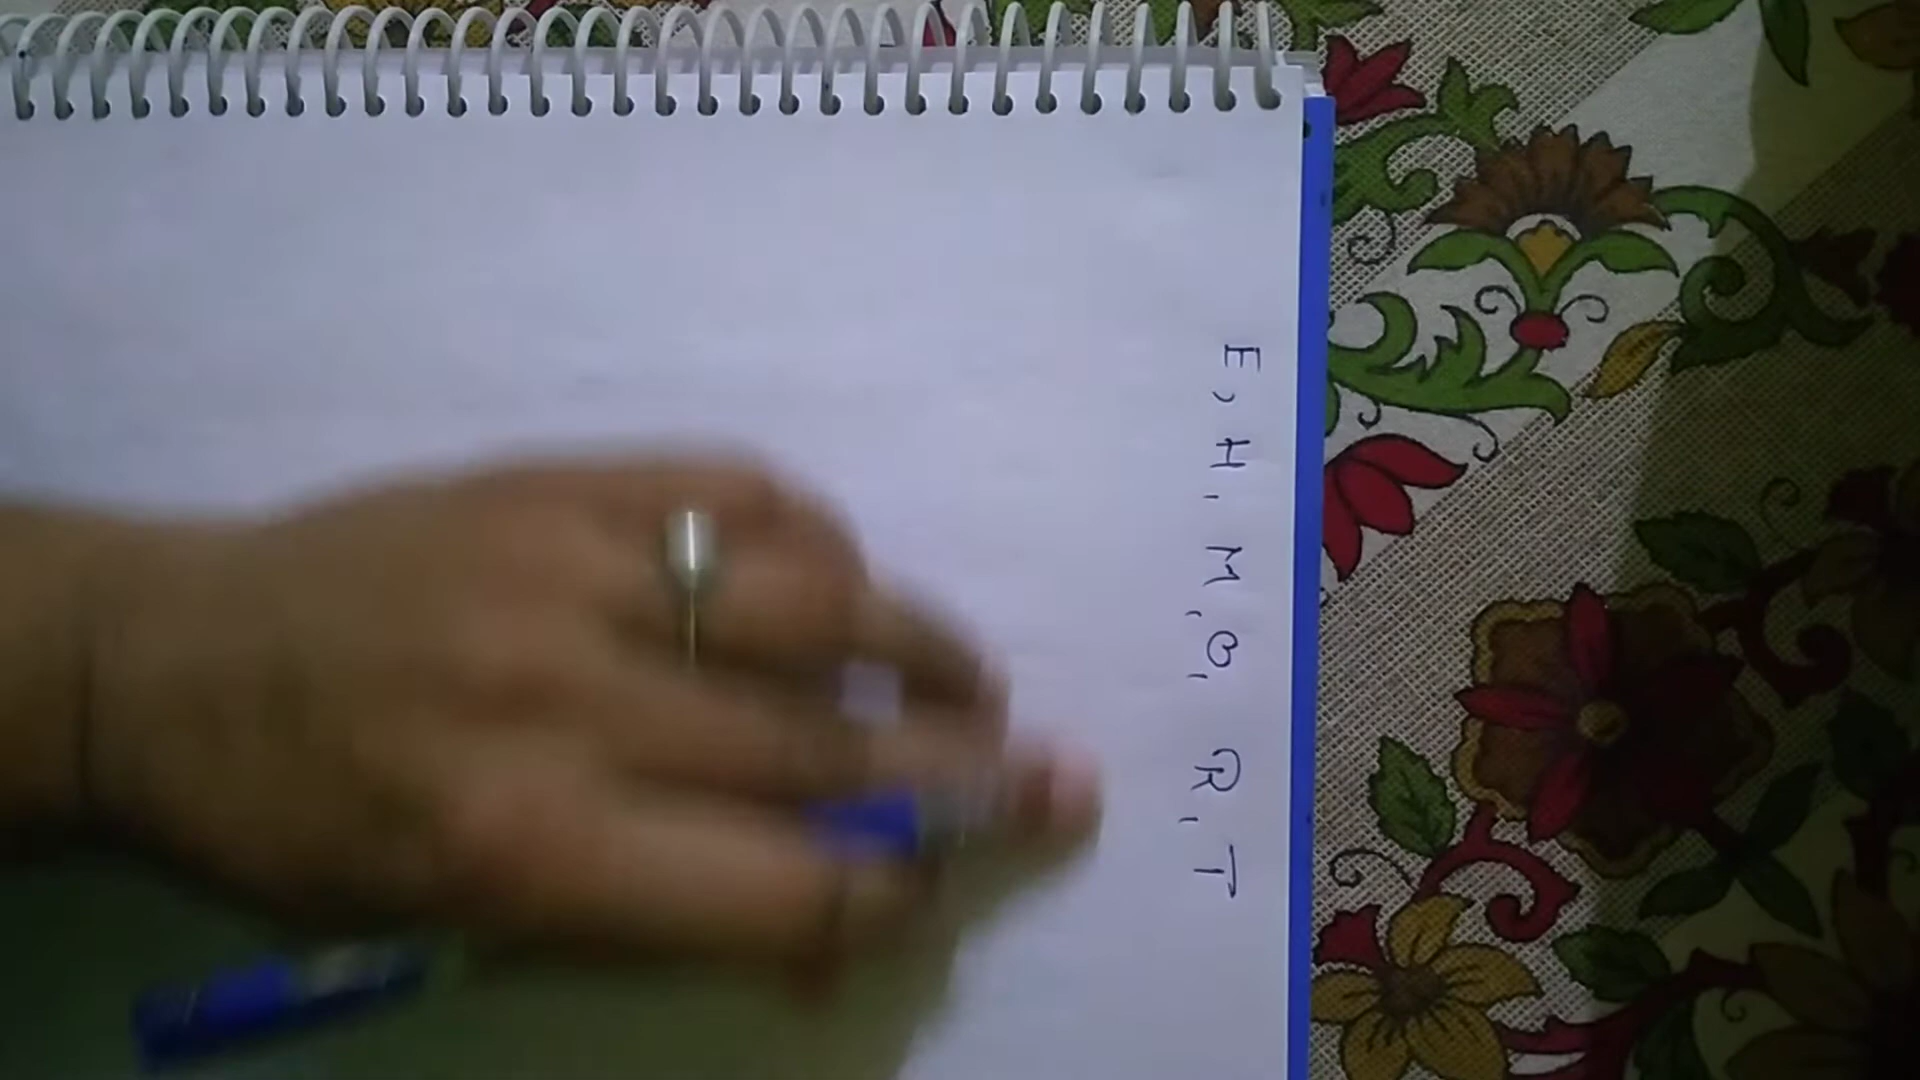 E, H, M, O, R, T